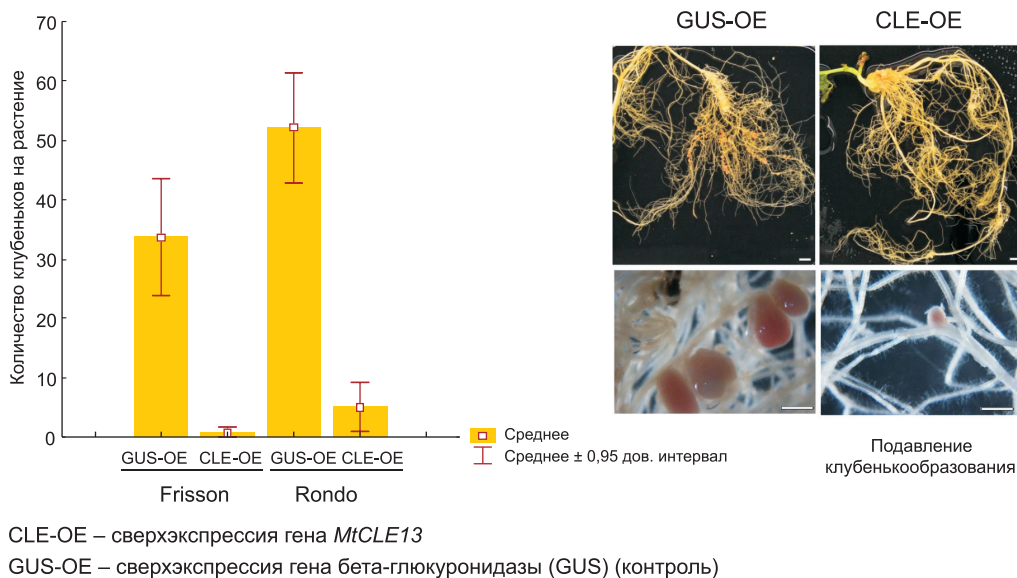 Количество клубеньков на растение
70
60
50
40
30
20
10
0
GUS-OE
CLE-OE
GUS-OE
CLE-OE
Frisson
Rondo
Среднее
Среднее ± 0,95 дов. интервал
GUS-OE
CLE-OE
Подавление
клубенькообразования
CLE-OE – сверхэкспрессия гена MtCLE13
GUS-OE – сверхэкспрессия гена бета-глюкуронидазы (GUS) (контроль)